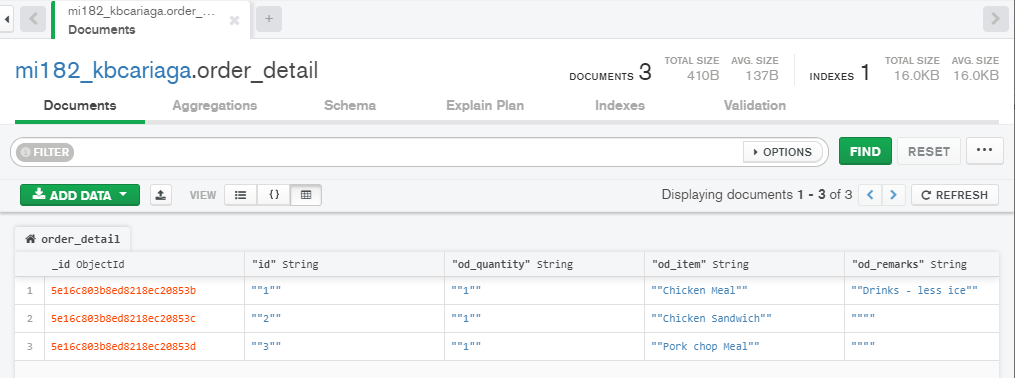 mi182_kbcariaga.order_...
Documents
mi182_kbcariaga.order_detail
DOCUMENTS 3 TOTAL SIZE 410B AVG. SIZE 137B INDEXES 1 TOTAL SIZE 16.0KB AVG. SIZE 16.0KB
Documents Aggregations Schema Explain Plan Indexes Validation
FILTER OPTIONS FIND RESET ...
ADD DATA VIEW {} Displaying documents 1 - 3 of 3 < > REFRESH
order_detail
_id ObjectId "id" String "od_quantity" String "od_item" String "od_remarks" String
1 5e16c803b8ed8218ec20853b ""1"" ""1"" ""Chicken Meal"" ""Drinks - less ice""
2 5e16c803b8ed8218ec20853c ""2"" ""1"" ""Chicken Sandwich"" """"
3 5e16c803b8ed8218ec20853d ""3"" ""1"" ""Pork chop Meal"" """"